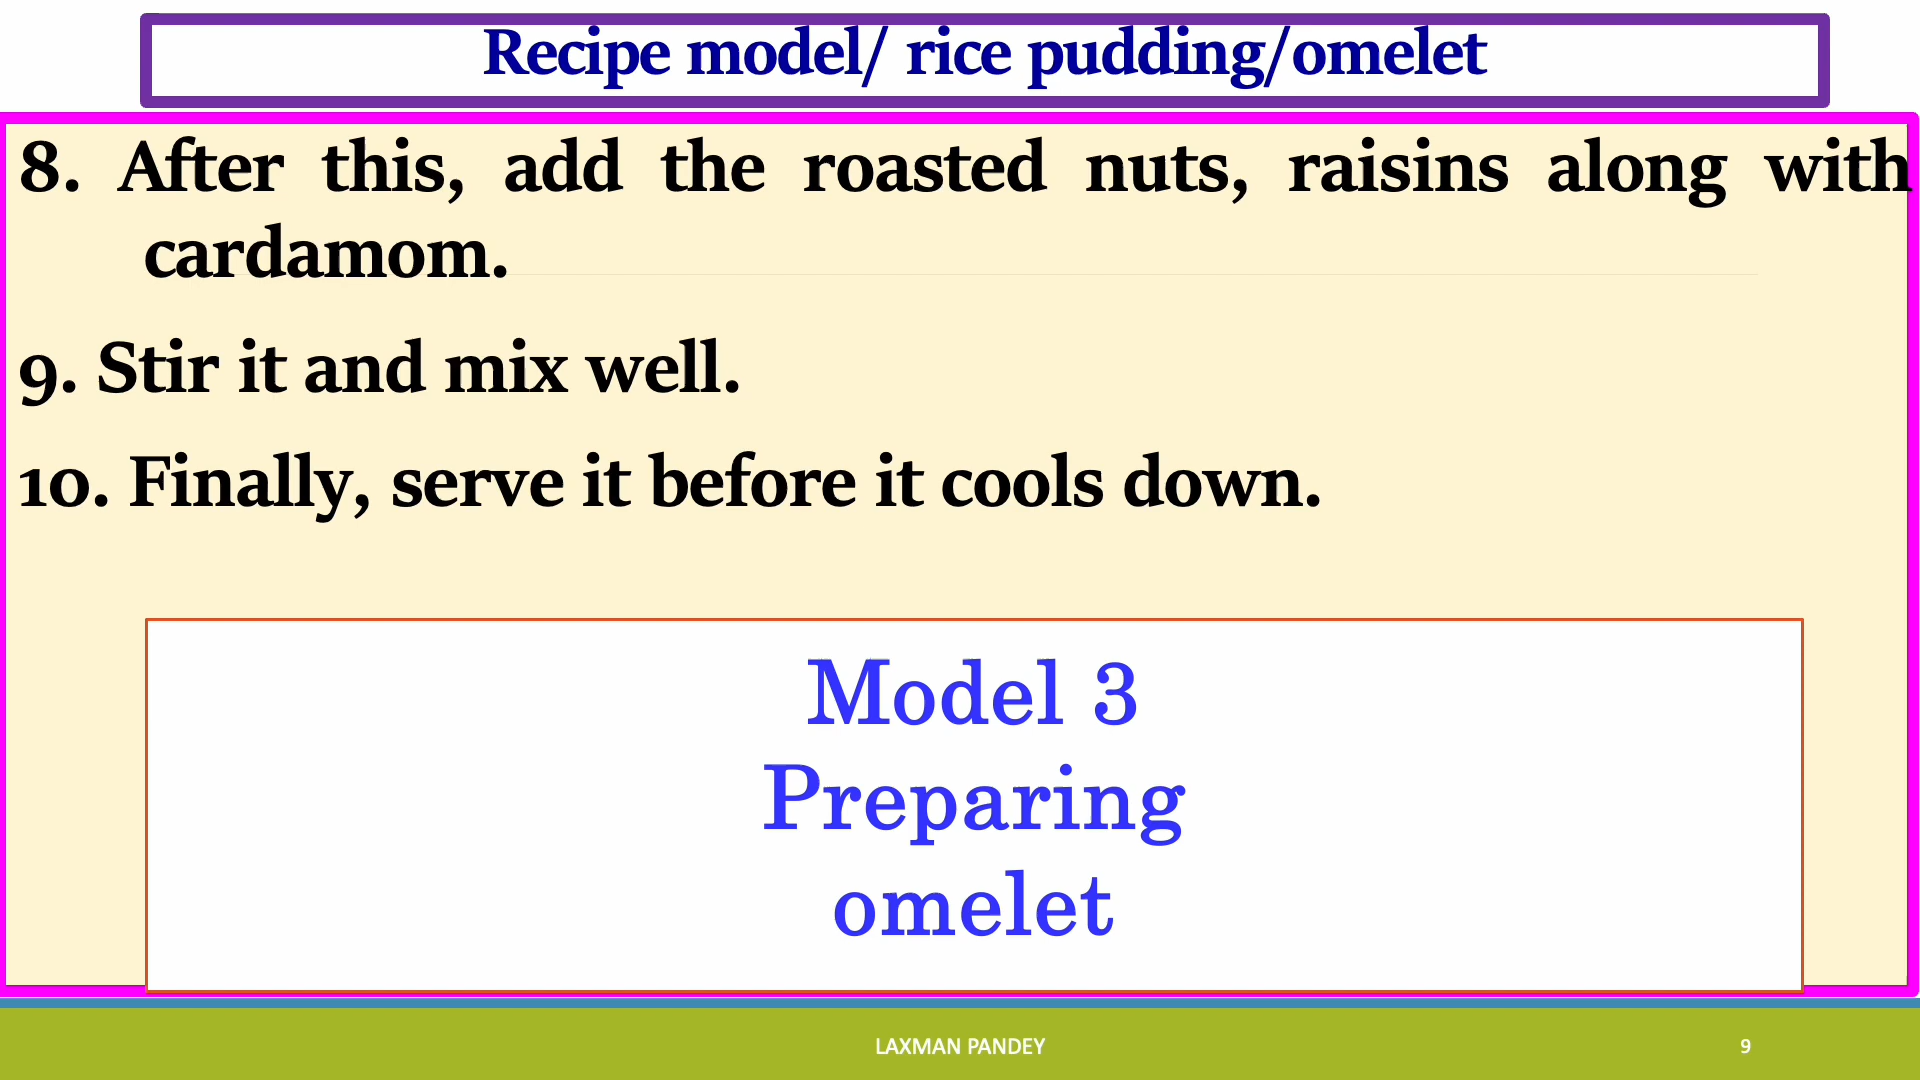 Recipe model/ rice pudding/omelet
8. After this, add the roasted nuts, raisins along with
cardamom.
9. Stir it and mix well.
10. Finally, serve it before it cools down.
Model 3
Preparing
omelet
LAXMAN PANDEY
9